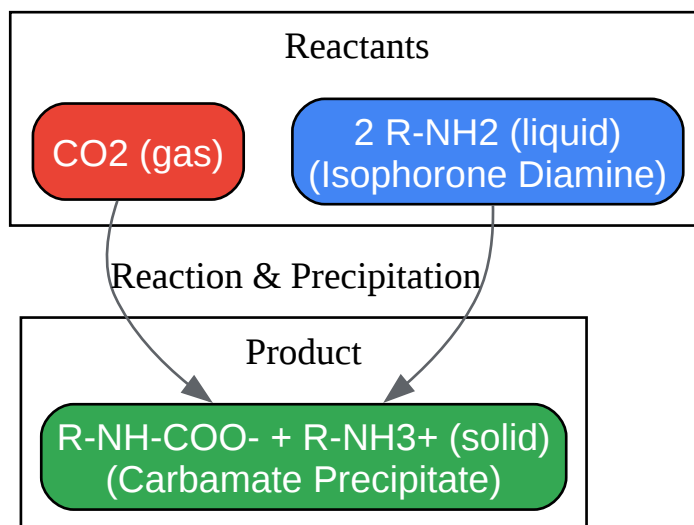 Reactants
CO2 (gas)
2 R-NH2 (liquid)
(Isophorone Diamine)
Reaction & Precipitation
Product
R-NH-COO- + R-NH3+ (solid)
(Carbamate Precipitate)